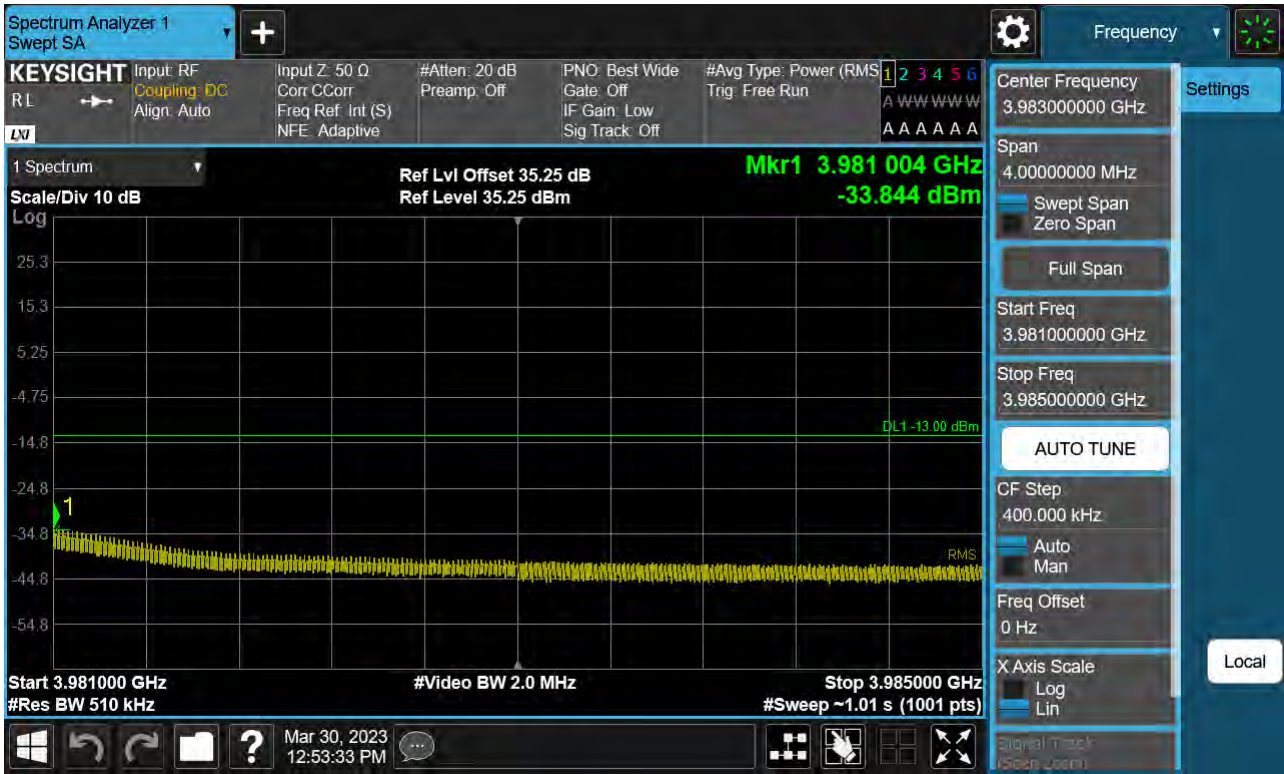 Spectrum Analyzer 1
Swept SA
+
Frequency
KEYSIGHT
RL
LXI
Input: RF
Coupling: DC
Align: Auto
Input Z: 50 Ω
Corr CCorr
Freq Ref: Int (S)
NFE: Adaptive
#Atten: 20 dB
Preamp: Off
PNO: Best Wide
Gate: Off
IF Gain: Low
Sig Track: Off
#Avg Type: Power (RMS
Trig: Free Run
1 2 3 4 5 6
A W W W W W
A A A A A A
1 Spectrum
Scale/Div 10 dB
Log
Ref Lvl Offset 35.25 dB
Ref Level 35.25 dBm
Mkr1 3.981 004 GHz
-33.844 dBm
25.3
15.3
5.25
-4.75
-14.8
-24.8
-34.8
-44.8
-54.8
DL1 -13.00 dBm
1
RMS
Start 3.981000 GHz
#Res BW 510 kHz
#Video BW 2.0 MHz
Stop 3.985000 GHz
#Sweep ~1.01 s (1001 pts)
Center Frequency
3.983000000 GHz
Span
4.00000000 MHz
Swept Span
Zero Span
Full Span
Start Freq
3.981000000 GHz
Stop Freq
3.985000000 GHz
AUTO TUNE
CF Step
400.000 kHz
Auto
Man
Freq Offset
0 Hz
X Axis Scale
Log
Lin
Signal Track
(Span Zoom)
Settings
Local
?
Mar 30, 2023
12:53:33 PM